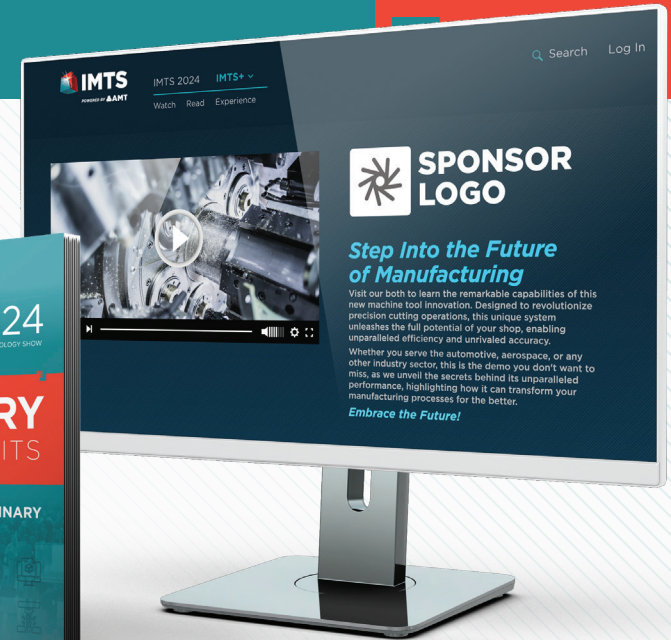 IMTS
POWERED BY AMT
IMTS 2024 IMTS+
Watch Read Experience
Search Log In
SPONSOR
LOGO
Step Into the Future
of Manufacturing
Visit our both to learn the remarkable capabilities of this
new machine tool innovation. Designed to revolutionize
precision cutting operations, this unique system
unleashes the full potential of your shop, enabling
unparalleled efficiency and unrivaled accuracy.
Whether you serve the automotive, aerospace, or any
other industry sector, this is the demo you don't want to
miss, as we unveil the secrets behind its unparalleled
performance, highlighting how it can transform your
manufacturing processes for the better.
Embrace the Future!
24
OLOGY SHOW
RY
ITS
INARY